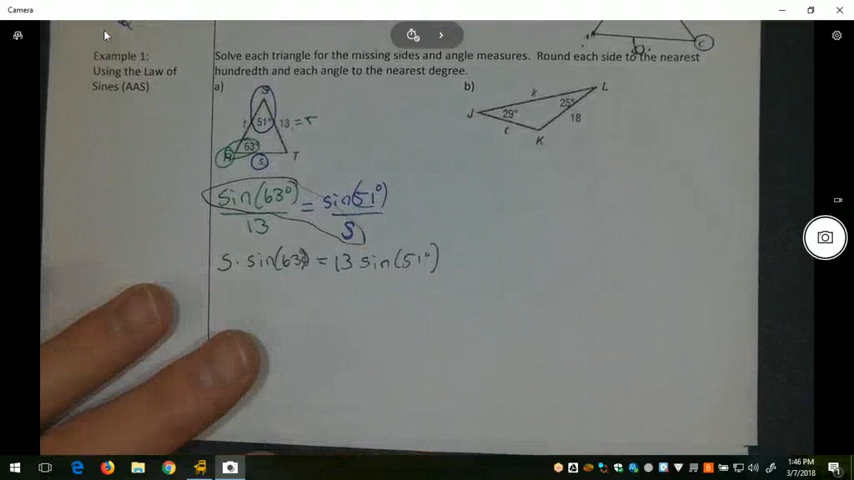 Camera
Example 1:
Using the Law of
Sines (AAS)
Solve each triangle for the missing sides and angle measures. Round each side to the nearest
hundredth and each angle to the nearest degree.
a)
S
t
51°
13 = r
63°
R
s
T
b)
J
k
L
29°
25°
18
l
K
sin(63°) = sin(51°)
13 S
S · sin(63°) = 13 sin(51°)
1:46 PM
3/7/2018